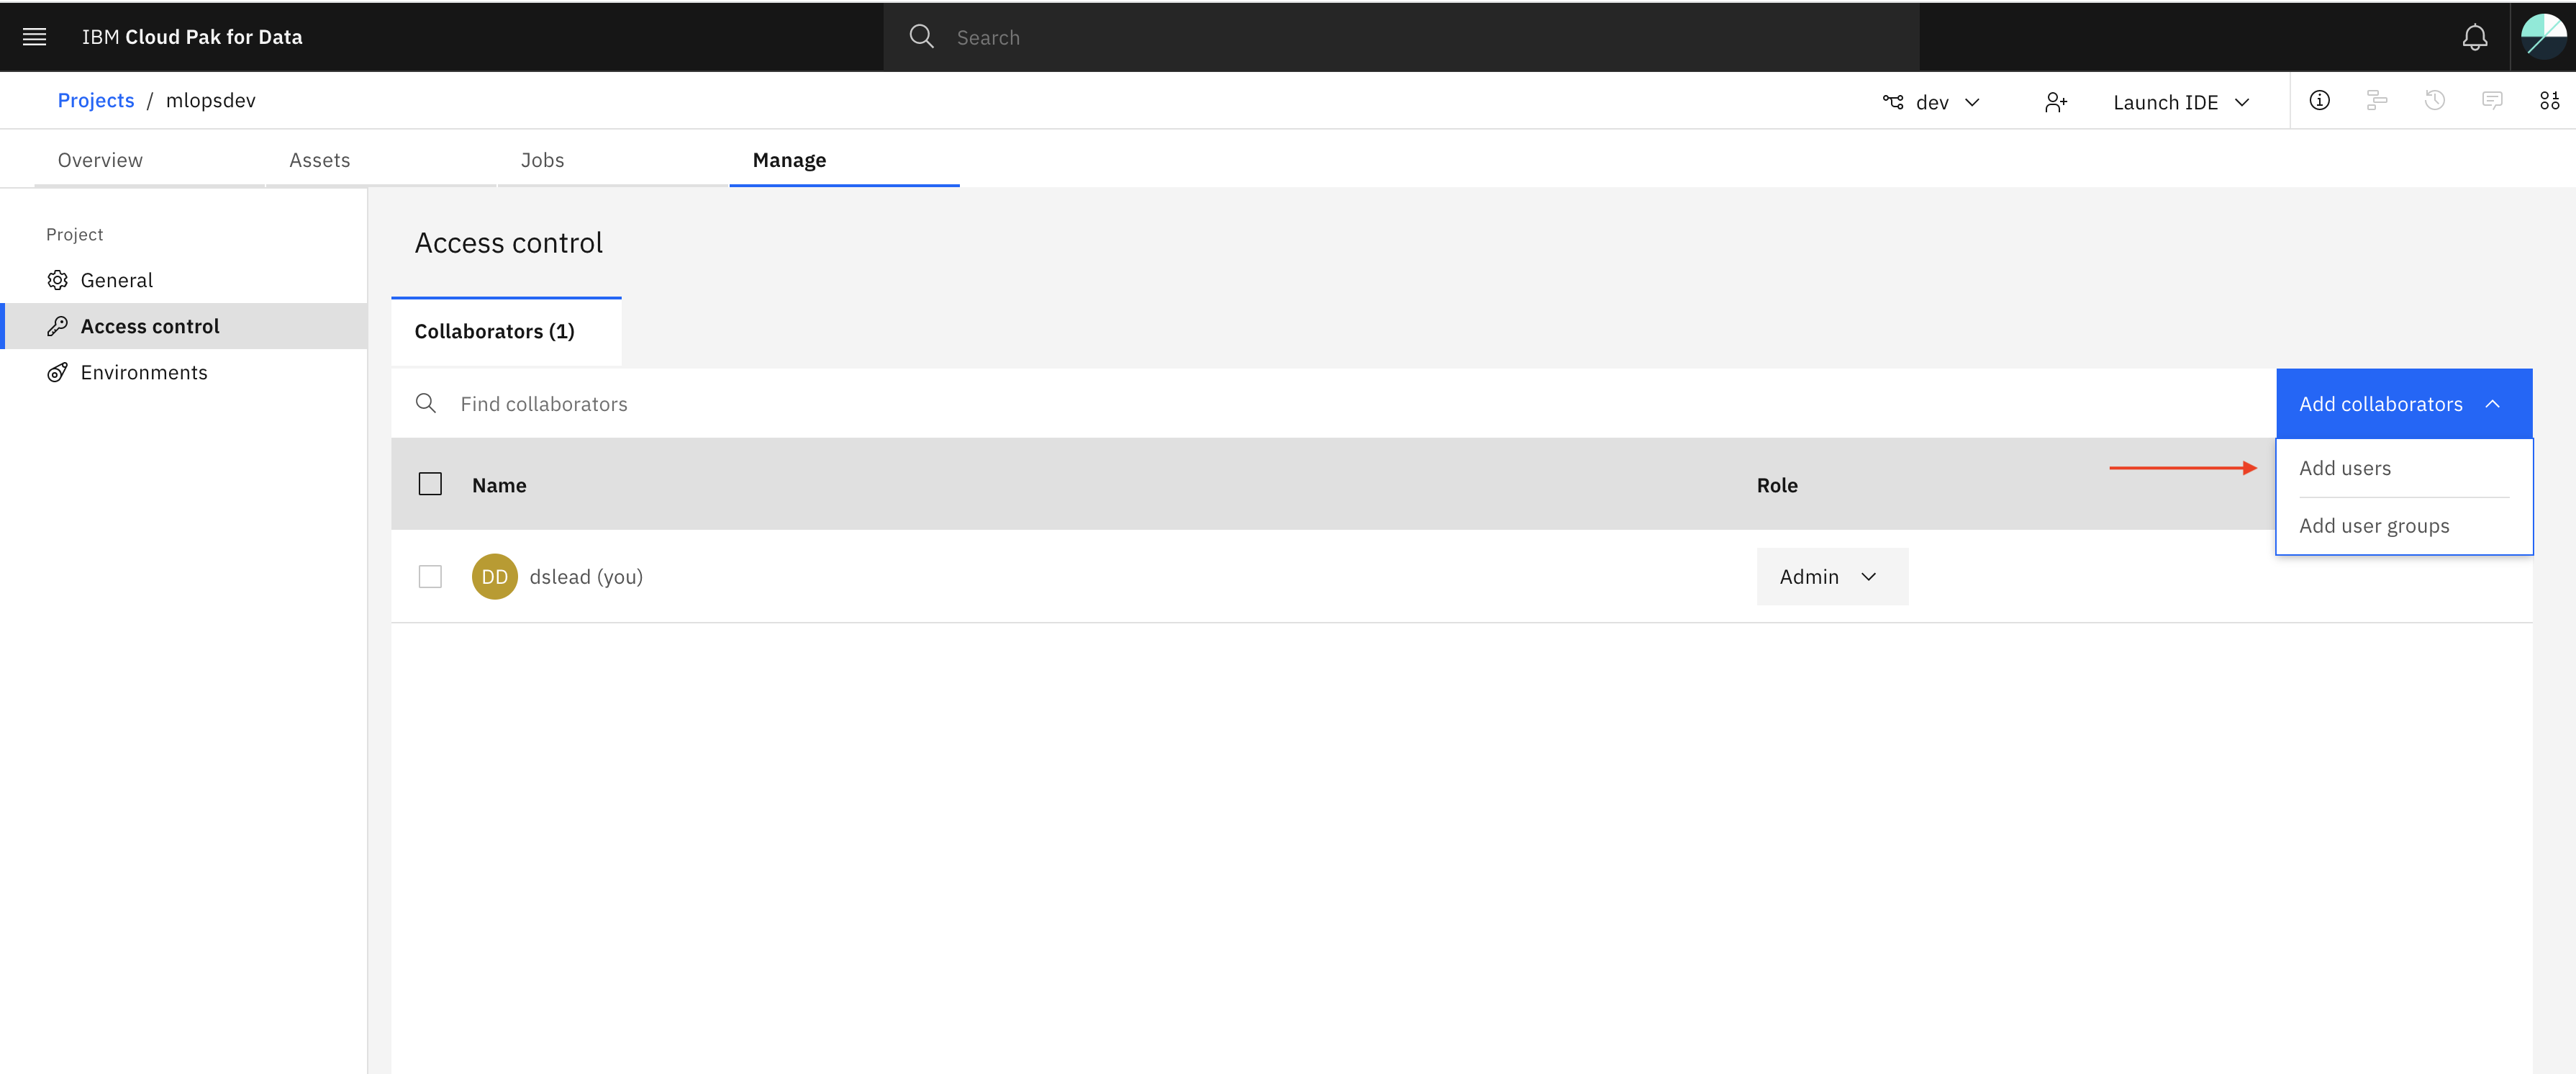 IBM Cloud Pak for Data
Search
Projects / mlopsdev
dev
Launch IDE
Overview
Assets
Jobs
Manage
Project
General
Access control
Environments
Access control
Collaborators (1)
Find collaborators
Add collaborators
Add users
Add user groups
Name
Role
DD dslead (you)
Admin